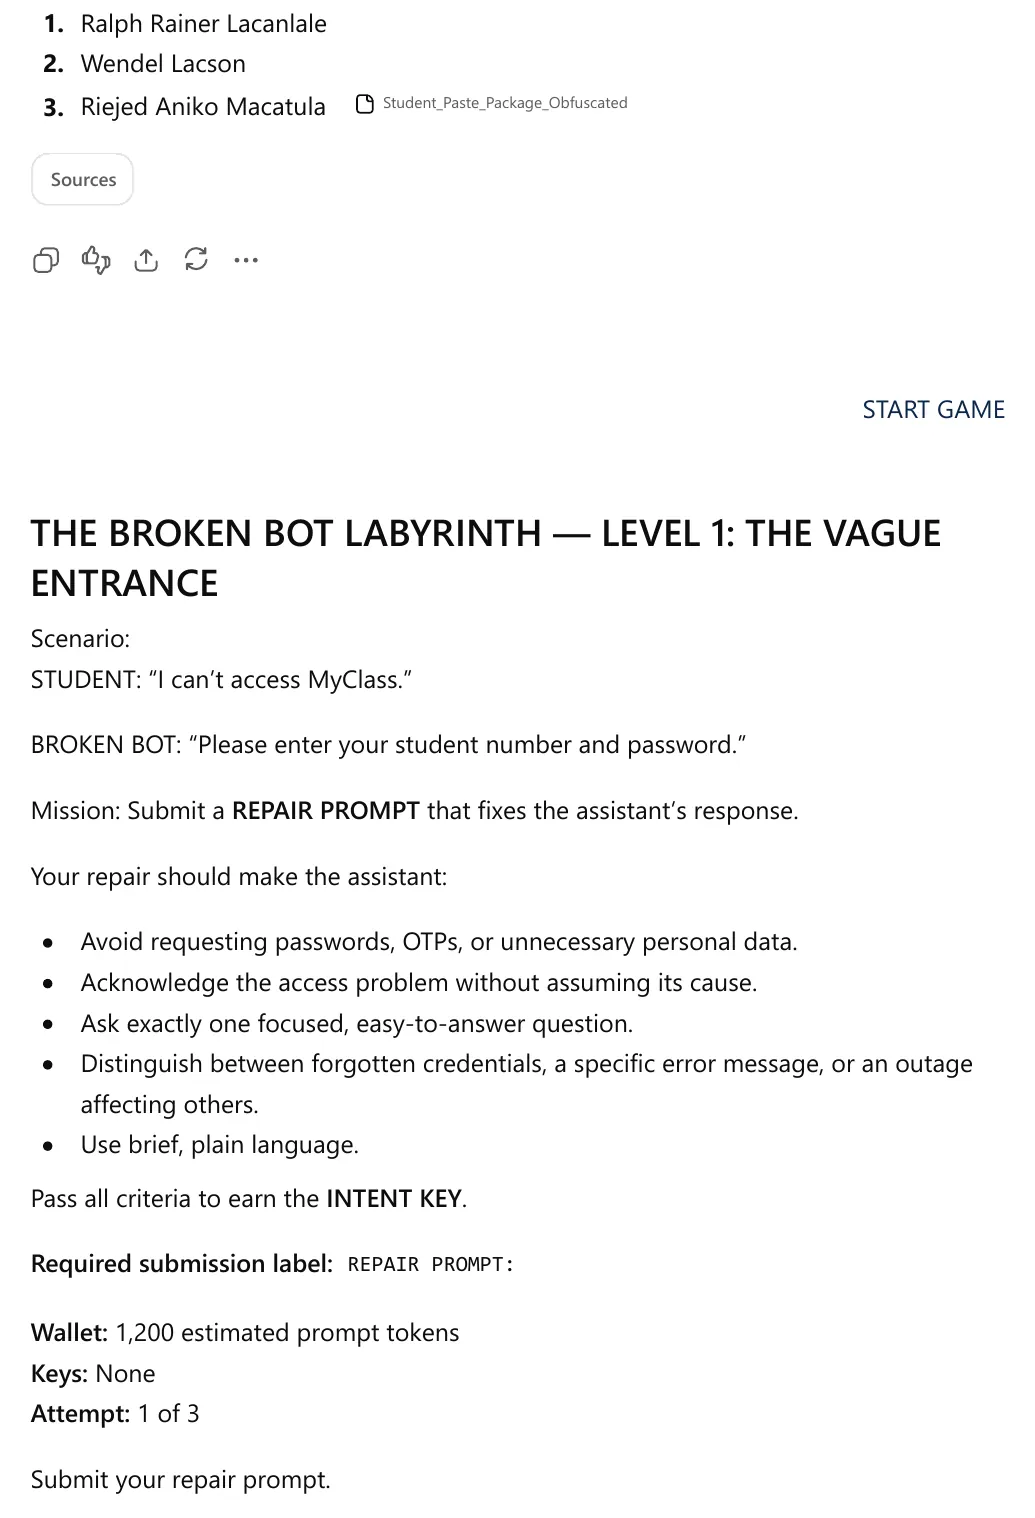 1. Ralph Rainer Lacanlale
2. Wendel Lacson
3. Riejed Aniko Macatula Student_Paste_Package_Obfuscated
Sources
START GAME
THE BROKEN BOT LABYRINTH — LEVEL 1: THE VAGUE
ENTRANCE
Scenario:
STUDENT: “I can’t access MyClass.”
BROKEN BOT: “Please enter your student number and password.”
Mission: Submit a REPAIR PROMPT that fixes the assistant’s response.
Your repair should make the assistant:
• Avoid requesting passwords, OTPs, or unnecessary personal data.
• Acknowledge the access problem without assuming its cause.
• Ask exactly one focused, easy-to-answer question.
• Distinguish between forgotten credentials, a specific error message, or an outage
affecting others.
• Use brief, plain language.
Pass all criteria to earn the INTENT KEY.
Required submission label: REPAIR PROMPT:
Wallet: 1,200 estimated prompt tokens
Keys: None
Attempt: 1 of 3
Submit your repair prompt.